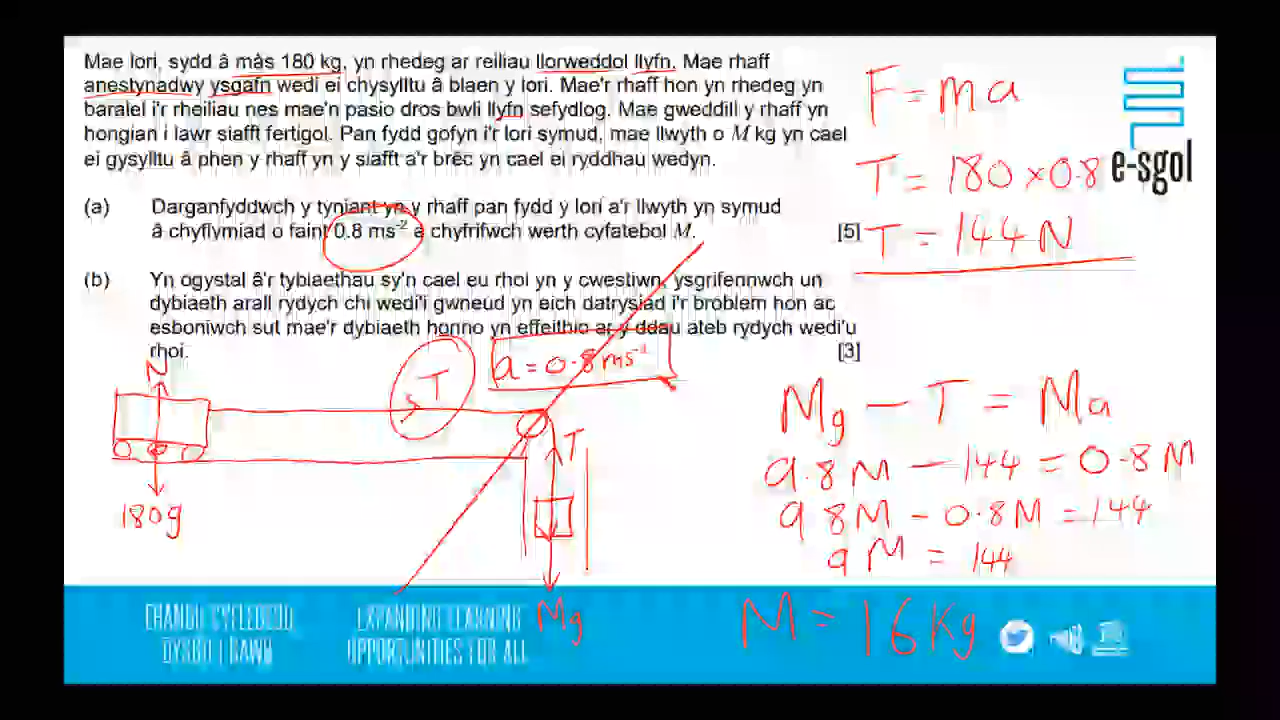 Mae lori, sydd â màs 180 kg, yn rhedeg ar reiliau llorweddol llyfn. Mae rhaff
anestynadwy ysgafn wedi ei chysylltu â blaen y lori. Mae'r rhaff hon yn rhedeg yn
baralel i'r rheiliau nes mae'n pasio dros bwli llyfn sefydlog. Mae gweddill y rhaff yn
hongian i lawr siafft fertigol. Pan fydd gofyn i'r lori symud, mae llwyth o M kg yn cael
ei gysylltu â phen y rhaff yn y siafft a'r brêc yn cael ei ryddhau wedyn.
(a) Darganfyddwch y tyniant yn y rhaff pan fydd y lori a'r llwyth yn symud
â chyflymiad o faint 0.8 ms⁻² a chyfrifwch werth cyfatebol M. [5]
(b) Yn ogystal â'r tybiaethau sy'n cael eu rhoi yn y cwestiwn, ysgrifennwch un
dybiaeth arall rydych chi wedi'i gwneud yn eich datrysiad i'r broblem hon ac
esboniwch sut mae'r dybiaeth honno yn effeithio ar y ddau ateb rydych wedi'u
rhoi. [3]
F = ma
T = 180 × 0.8
T = 144 N
e-sgol
N
T
a = 0.8 ms⁻²
T
180g
Mg
Mg - T = Ma
9.8M - 144 = 0.8M
9.8M - 0.8M = 144
9M = 144
M = 16 Kg
EXPANDING LEARNING
OPPORTUNITIES FOR ALL